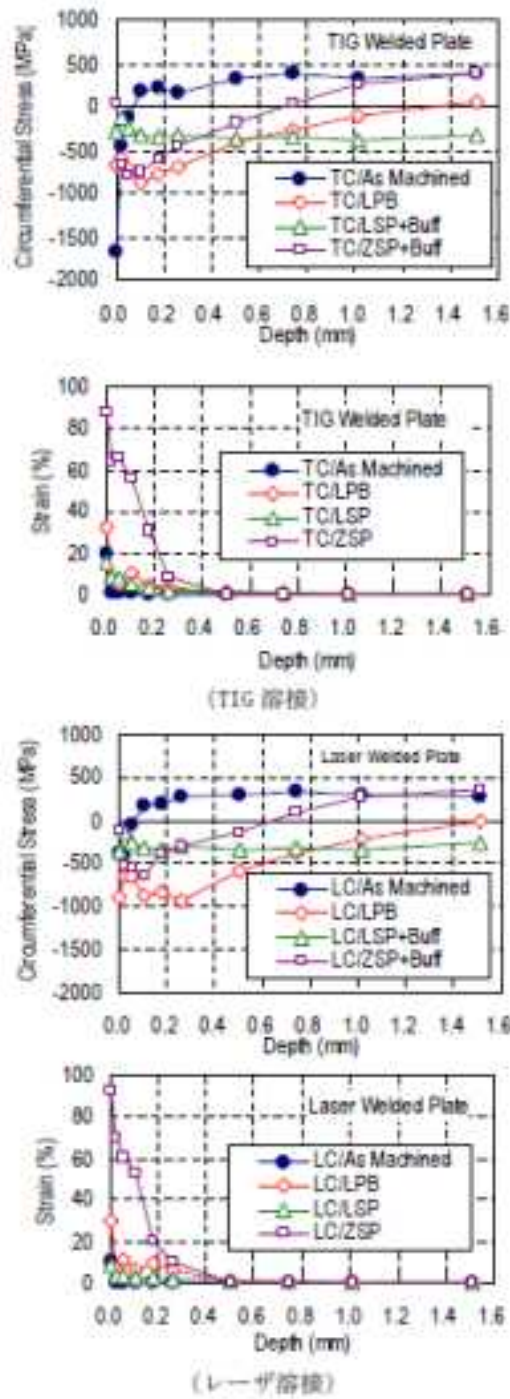 1000
500
0
-500
-1000
-1500
-2000
Circumferential Stress (MPa)
TIG Welded Plate
TC/As Machined
TC/LPB
TC/LSP+Buff
TC/ZSP+Buff
0.0 0.2 0.4 0.6 0.8 1.0 1.2 1.4 1.6
Depth (mm)
100
80
60
40
20
0
Strain (%)
TIG Welded Plate
TC/As Machined
TC/LPB
TC/LSP
TC/ZSP
0.0 0.2 0.4 0.6 0.8 1.0 1.2 1.4 1.6
Depth (mm)
(TIG 溶接)
1000
500
0
-500
-1000
-1500
-2000
Circumferential Stress (MPa)
Laser Welded Plate
LC/As Machined
LC/LPB
LC/LSP+Buff
LC/ZSP+Buff
0.0 0.2 0.4 0.6 0.8 1.0 1.2 1.4 1.6
Depth (mm)
100
80
60
40
20
0
Strain (%)
Laser Welded Plate
LC/As Machined
LC/LPB
LC/LSP
LC/ZSP
0.0 0.2 0.4 0.6 0.8 1.0 1.2 1.4 1.6
Depth (mm)
(レーザ溶接)